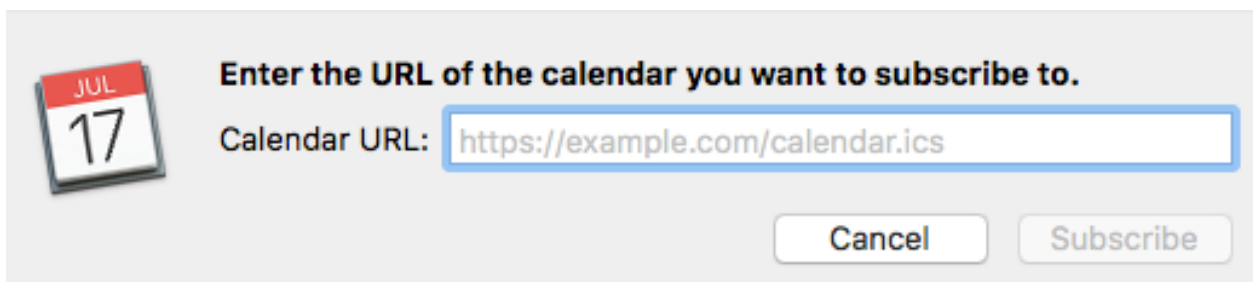 JUL
17
Enter the URL of the calendar you want to subscribe to.
Calendar URL: https://example.com/calendar.ics
Cancel Subscribe